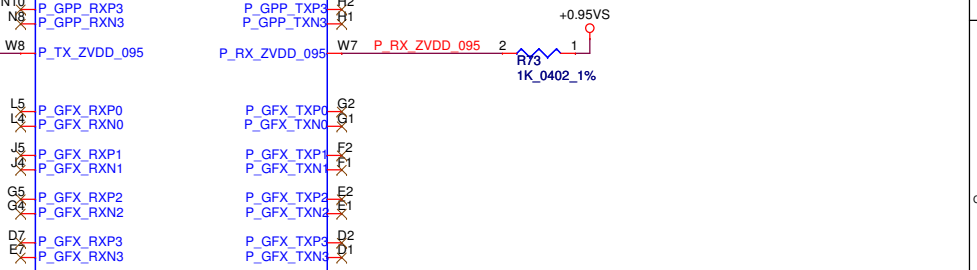 N10 P_GPP_RXP3 P_GPP_TXP3 H2
N8 P_GPP_RXN3 P_GPP_TXN3 H1
+0.95VS
W8 P_TX_ZVDD_095 P_RX_ZVDD_095 W7 P_RX_ZVDD_095 2 1
R73
1K_0402_1%
L5 P_GFX_RXP0 P_GFX_TXP0 G2
L4 P_GFX_RXN0 P_GFX_TXN0 G1
J5 P_GFX_RXP1 P_GFX_TXP1 F2
J4 P_GFX_RXN1 P_GFX_TXN1 F1
G5 P_GFX_RXP2 P_GFX_TXP2 E2
G4 P_GFX_RXN2 P_GFX_TXN2 E1
D7 P_GFX_RXP3 P_GFX_TXP3 D2
E7 P_GFX_RXN3 P_GFX_TXN3 D1